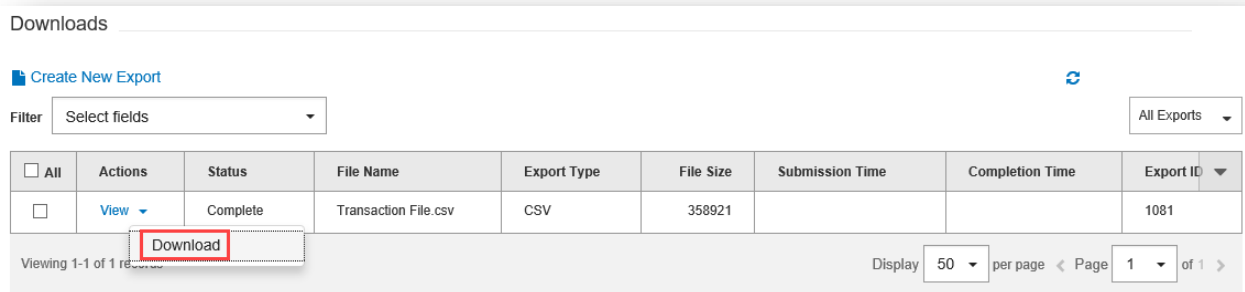 Downloads
Create New Export
Filter Select fields All Exports
All Actions Status File Name Export Type File Size Submission Time Completion Time Export ID
View Complete Transaction File.csv CSV 358921 1081
Download
Viewing 1-1 of 1 records Display 50 per page Page 1 of 1